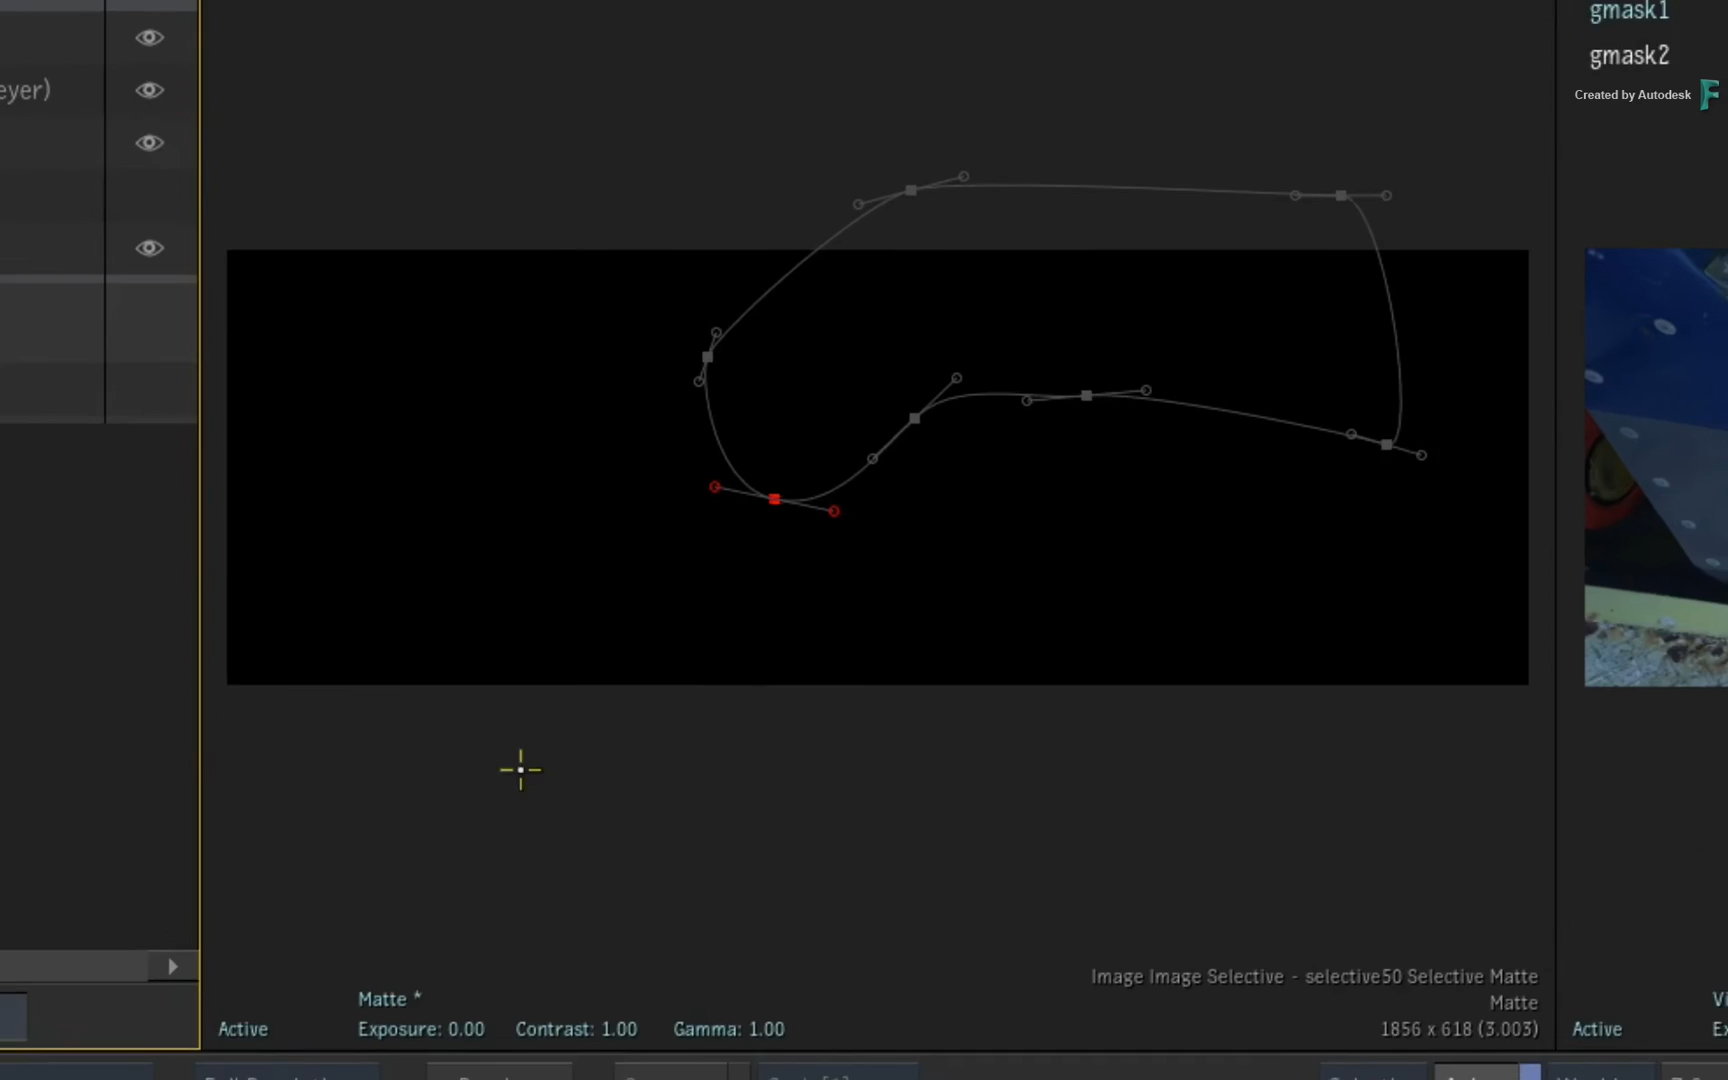 gmask1
gmask2
Created by Autodesk
eyer)
Image Image Selective - selective50 Selective Matte
Matte *
Matte
Active
Exposure: 0.00
Contrast: 1.00
Gamma: 1.00
1856 x 618 (3.003)
Active